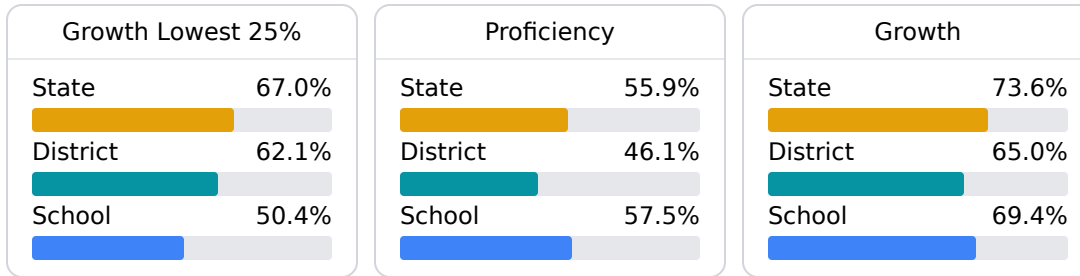 Growth Lowest 25%
State 67.0%
District 62.1%
School 50.4%
Proficiency
State 55.9%
District 46.1%
School 57.5%
Growth
State 73.6%
District 65.0%
School 69.4%